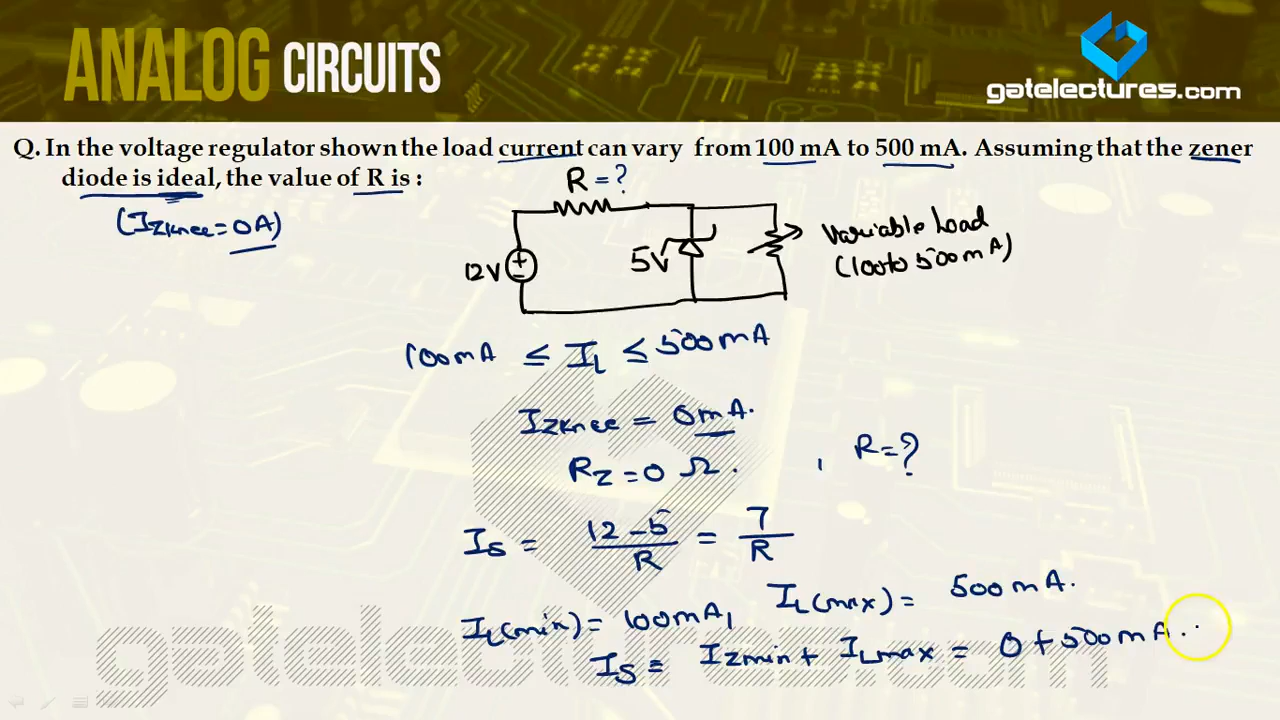 ANALOG CIRCUITS
gatelectures.com
Q. In the voltage regulator shown the load current can vary from 100 mA to 500 mA. Assuming that the zener
diode is ideal, the value of R is :
R = ?
(IZknee = 0A)
12V
5V
Variable Load
(100 to 500mA)
100mA ≤ IL ≤ 500mA
IZknee = 0mA.
RZ = 0 Ω. , R = ?
IS = 12 - 5 / R = 7 / R
IL(min) = 100mA, IL(max) = 500mA.
IS = IZmin + ILmax = 0 + 500mA.
gatelectures.com